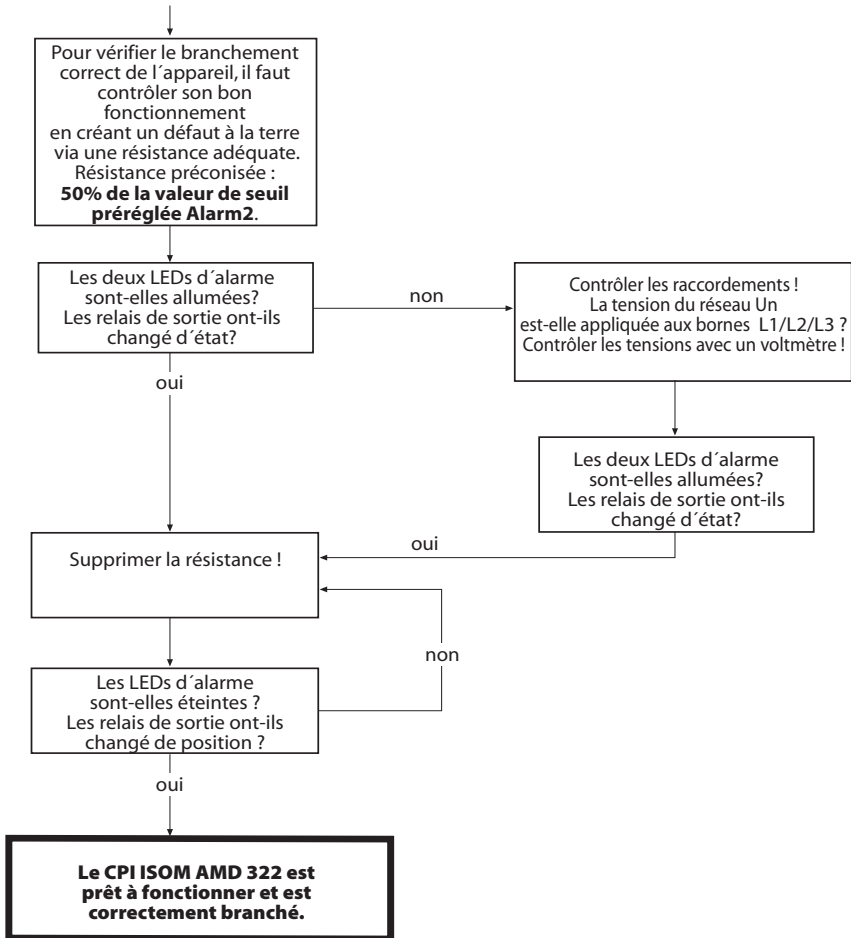 Pour vérifier le branchement
correct de l´appareil, il faut
contrôler son bon
fonctionnement
en créant un défaut à la terre
via une résistance adéquate.
Résistance préconisée :
50% de la valeur de seuil
préréglée Alarm2.
Les deux LEDs d´alarme
sont-elles allumées?
Les relais de sortie ont-ils
changé d´état?
non
Contrôler les raccordements !
La tension du réseau Un
est-elle appliquée aux bornes L1/L2/L3 ?
Contrôler les tensions avec un voltmètre !
oui
Les deux LEDs d´alarme
sont-elles allumées?
Les relais de sortie ont-ils
changé d´état?
oui
Supprimer la résistance !
non
Les LEDs d´alarme
sont-elles éteintes ?
Les relais de sortie ont-ils
changé de position ?
oui
Le CPI ISOM AMD 322 est
prêt à fonctionner et est
correctement branché.